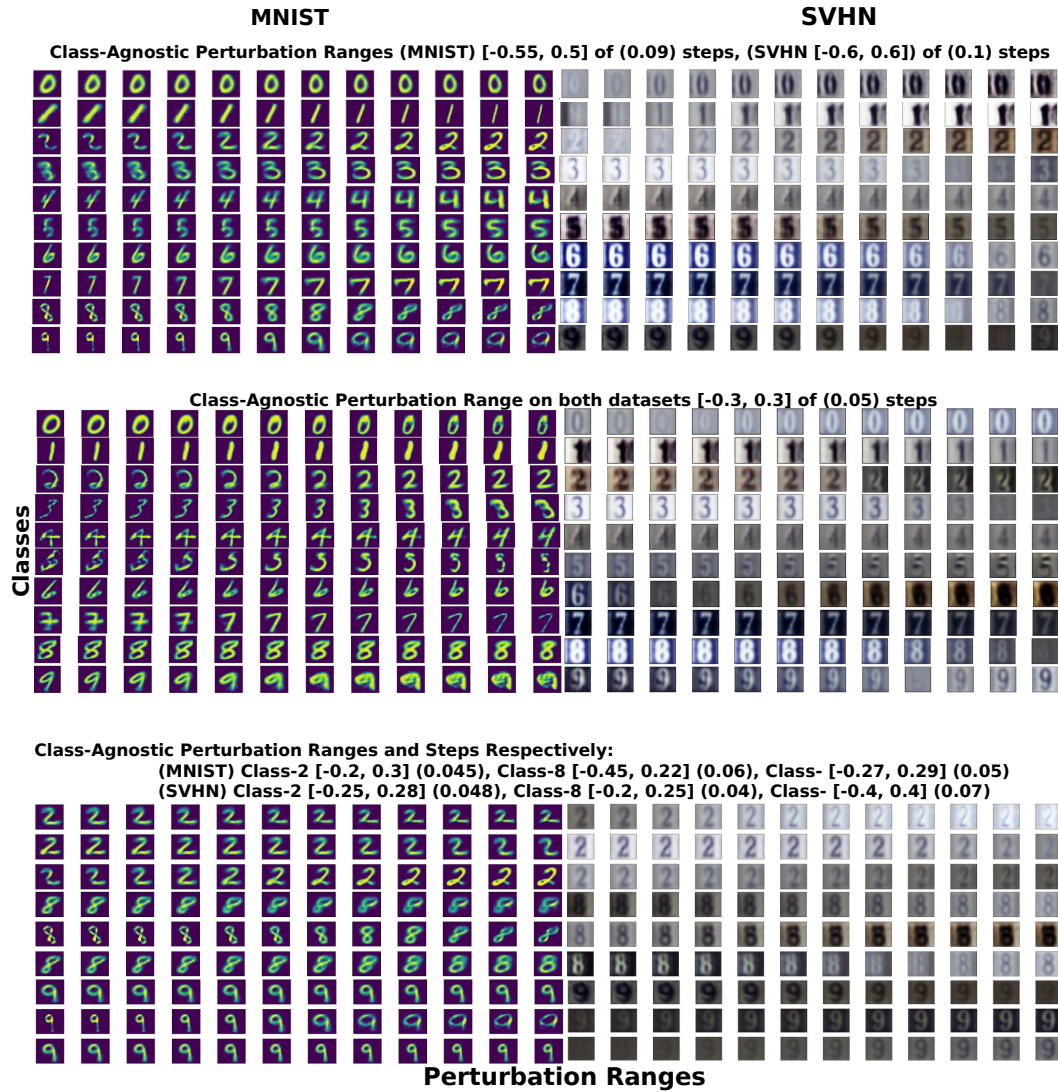 MNIST SVHN
Class-Agnostic Perturbation Ranges (MNIST) [-0.55, 0.5] of (0.09) steps, (SVHN [-0.6, 0.6]) of (0.1) steps
Class-Agnostic Perturbation Range on both datasets [-0.3, 0.3] of (0.05) steps
Classes
Class-Agnostic Perturbation Ranges and Steps Respectively:
(MNIST) Class-2 [-0.2, 0.3] (0.045), Class-8 [-0.45, 0.22] (0.06), Class- [-0.27, 0.29] (0.05)
(SVHN) Class-2 [-0.25, 0.28] (0.048), Class-8 [-0.2, 0.25] (0.04), Class- [-0.4, 0.4] (0.07)
Perturbation Ranges